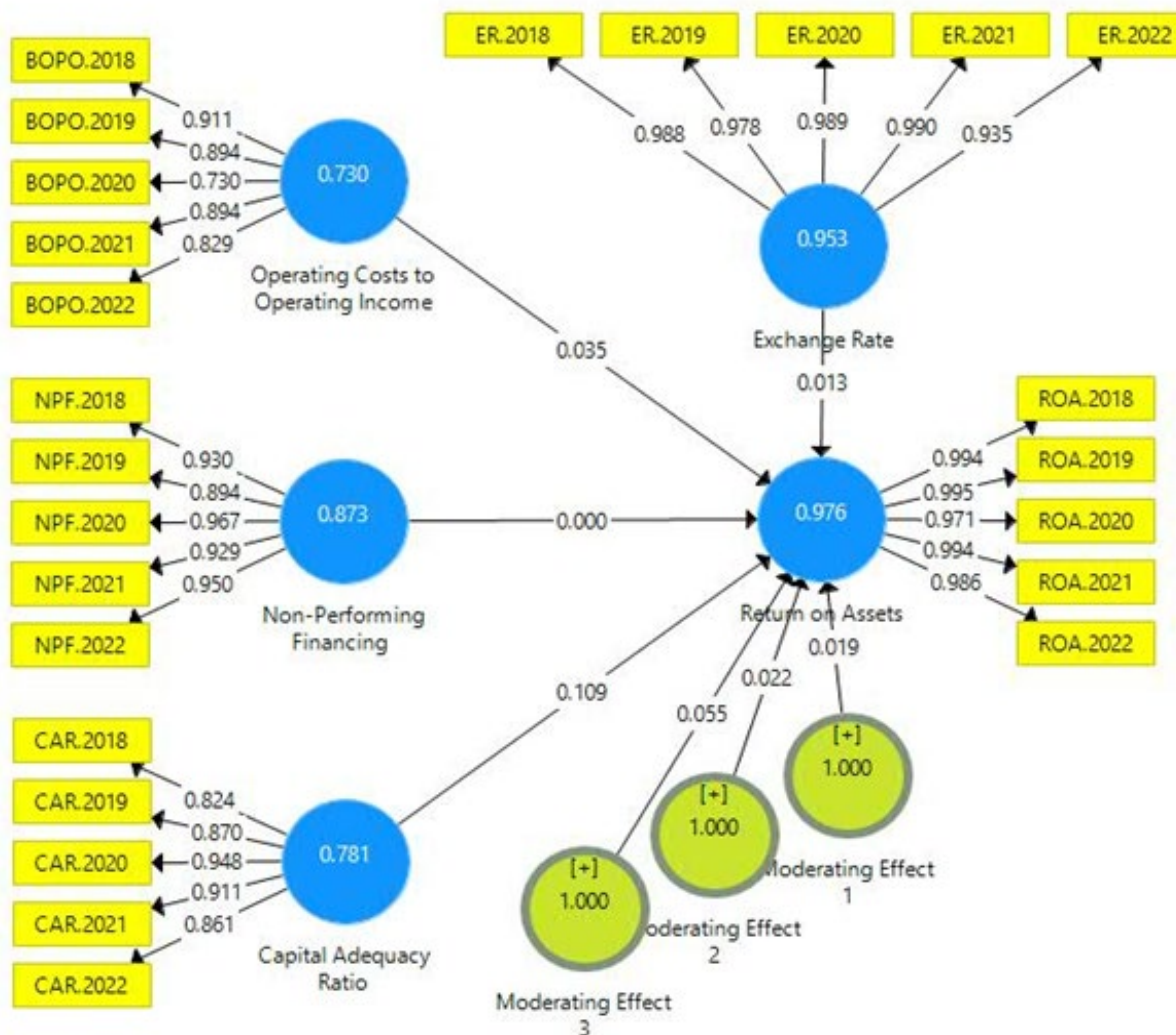 ER.2018
ER.2019
ER.2020
ER.2021
ER.2022
0.988
0.978
0.989
0.990
0.935
0.953
Exchange Rate
0.013
BOPO.2018
BOPO.2019
BOPO.2020
BOPO.2021
BOPO.2022
0.911
0.894
0.730
0.894
0.829
0.730
Operating Costs to
Operating Income
0.035
NPF.2018
NPF.2019
NPF.2020
NPF.2021
NPF.2022
0.930
0.894
0.967
0.929
0.950
0.873
Non-Performing
Financing
0.000
0.976
Return on Assets
0.994
0.995
0.971
0.994
0.986
ROA.2018
ROA.2019
ROA.2020
ROA.2021
ROA.2022
CAR.2018
CAR.2019
CAR.2020
CAR.2021
CAR.2022
0.824
0.870
0.948
0.911
0.861
0.781
Capital Adequacy
Ratio
0.109
0.055
0.022
0.019
[+]
1.000
Moderating Effect
1
[+]
1.000
oderating Effect
2
[+]
1.000
Moderating Effect
3